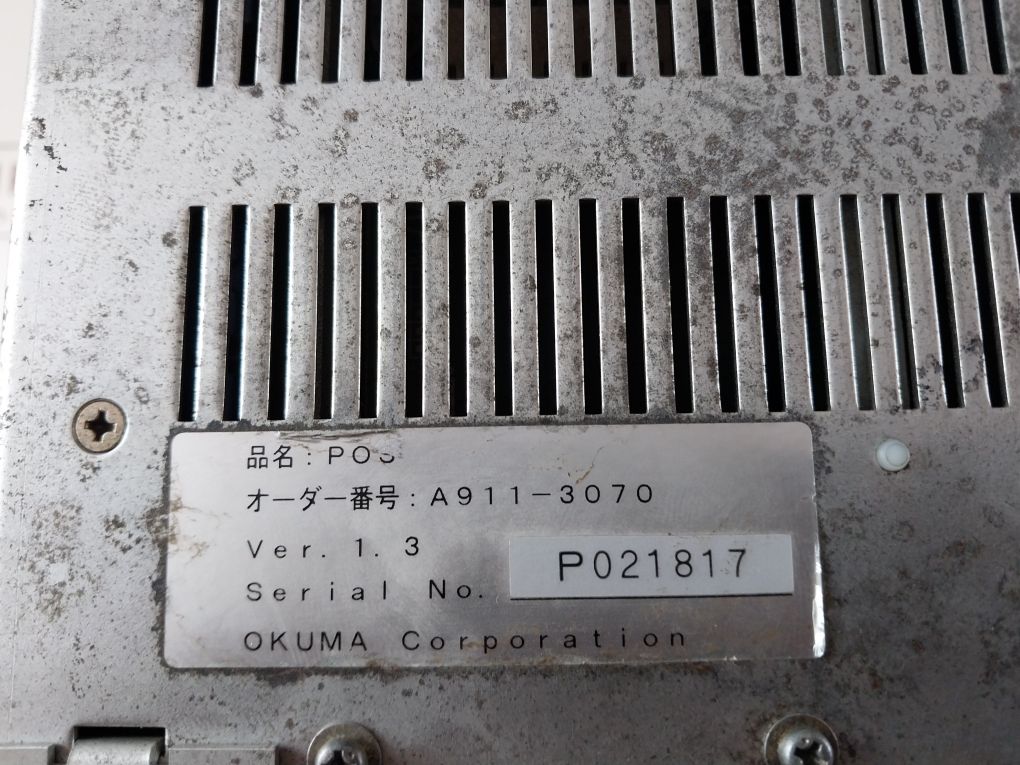 品名:POS
オーダー番号:A911-3070
Ver.1.3
Serial No. P021817
OKUMA Corporation